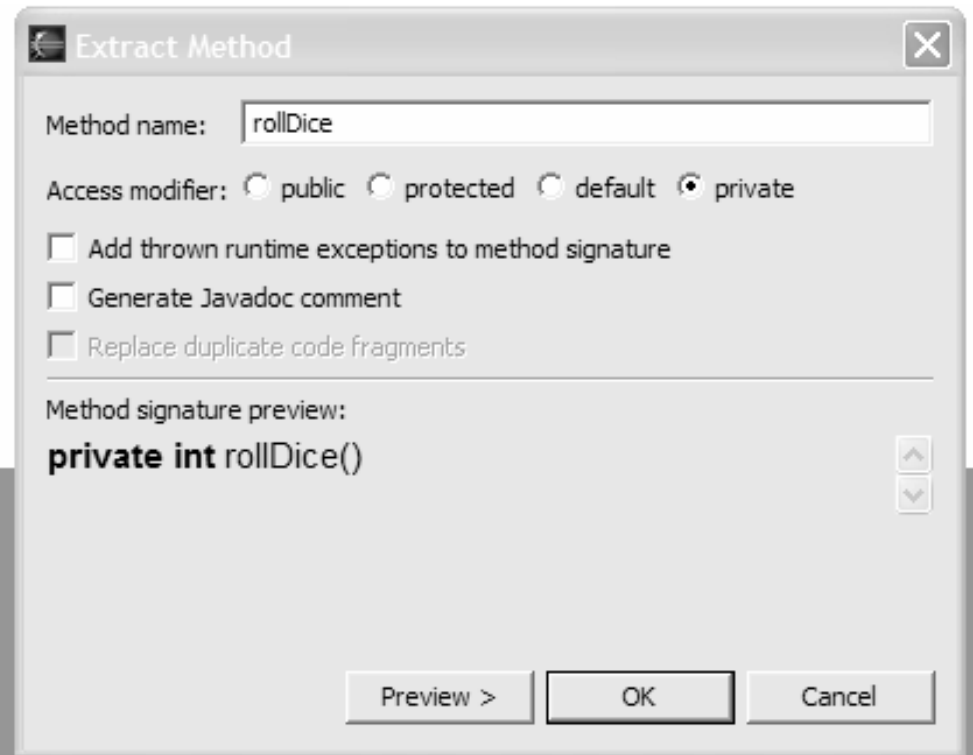 Extract Method
Method name: rollDice
Access modifier: public protected default private
Add thrown runtime exceptions to method signature
Generate Javadoc comment
Replace duplicate code fragments
Method signature preview:
private int rollDice()
Preview > OK Cancel